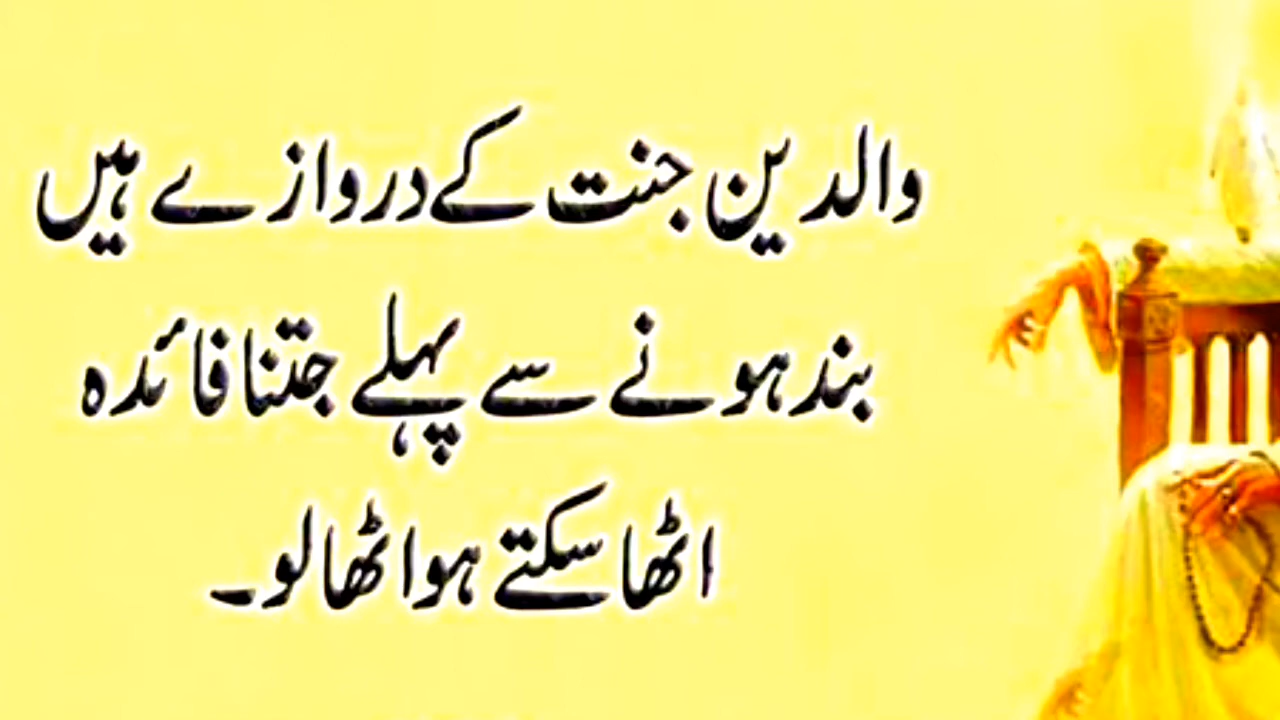 والدین جنت کے دروازے ہیں
بند ہونے سے پہلے جتنا فائدہ
اٹھا سکتے ہو اٹھا لو۔